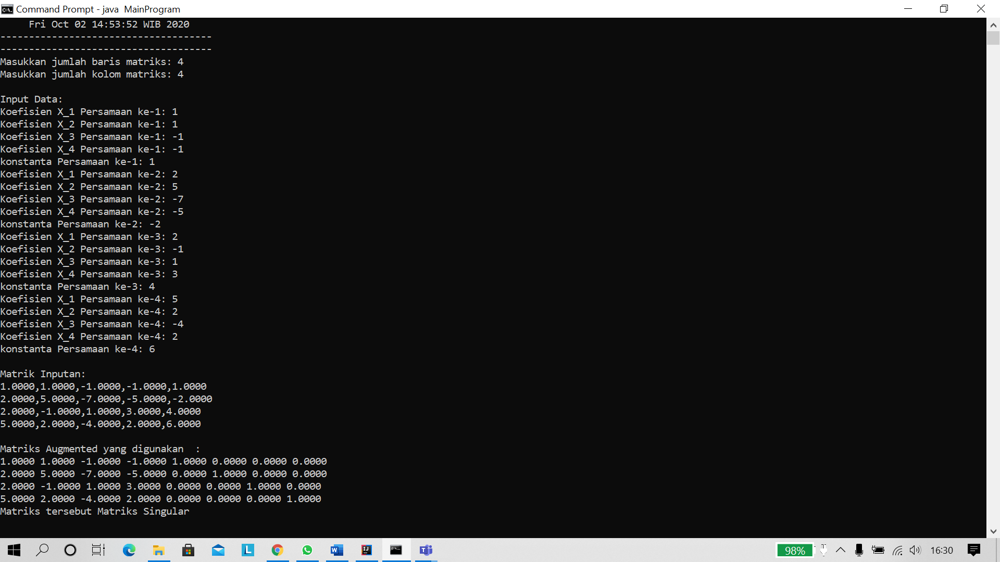 Command Prompt - java  MainProgram
Fri Oct 02 14:53:52 WIB 2020
-------------------------------------
-------------------------------------
Masukkan jumlah baris matriks: 4
Masukkan jumlah kolom matriks: 4
Input Data:
Koefisien X_1 Persamaan ke-1: 1
Koefisien X_2 Persamaan ke-1: 1
Koefisien X_3 Persamaan ke-1: -1
Koefisien X_4 Persamaan ke-1: -1
konstanta Persamaan ke-1: 1
Koefisien X_1 Persamaan ke-2: 2
Koefisien X_2 Persamaan ke-2: 5
Koefisien X_3 Persamaan ke-2: -7
Koefisien X_4 Persamaan ke-2: -5
konstanta Persamaan ke-2: -2
Koefisien X_1 Persamaan ke-3: 2
Koefisien X_2 Persamaan ke-3: -1
Koefisien X_3 Persamaan ke-3: 1
Koefisien X_4 Persamaan ke-3: 3
konstanta Persamaan ke-3: 4
Koefisien X_1 Persamaan ke-4: 5
Koefisien X_2 Persamaan ke-4: 2
Koefisien X_3 Persamaan ke-4: -4
Koefisien X_4 Persamaan ke-4: 2
konstanta Persamaan ke-4: 6
Matrik Inputan:
1.0000,1.0000,-1.0000,-1.0000,1.0000
2.0000,5.0000,-7.0000,-5.0000,-2.0000
2.0000,-1.0000,1.0000,3.0000,4.0000
5.0000,2.0000,-4.0000,2.0000,6.0000
Matriks Augmented yang digunakan  :
1.0000 1.0000 -1.0000 -1.0000 1.0000 0.0000 0.0000 0.0000
2.0000 5.0000 -7.0000 -5.0000 0.0000 1.0000 0.0000 0.0000
2.0000 -1.0000 1.0000 3.0000 0.0000 0.0000 1.0000 0.0000
5.0000 2.0000 -4.0000 2.0000 0.0000 0.0000 0.0000 1.0000
Matriks tersebut Matriks Singular
98%
16:30